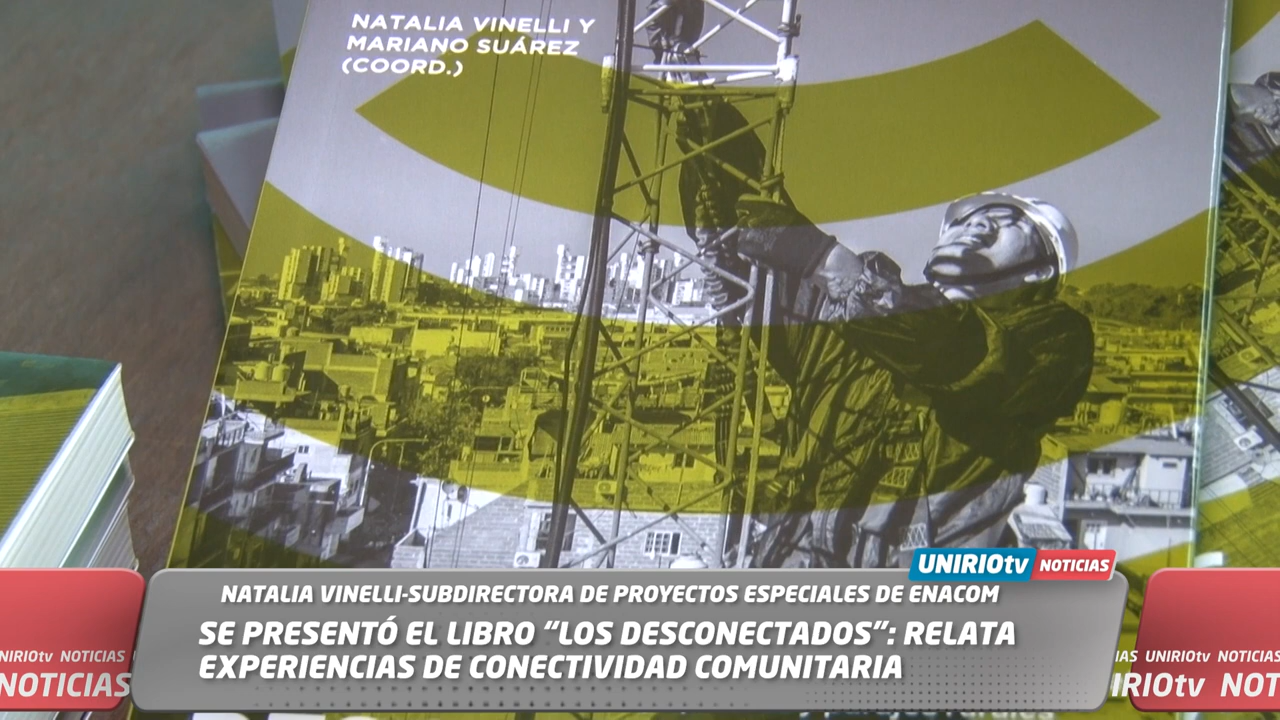 NATALIA VINELLI Y
MARIANO SUÁREZ
(COORD.)
UNIRIOtv NOTICIAS
NATALIA VINELLI-SUBDIRECTORA DE PROYECTOS ESPECIALES DE ENACOM
SE PRESENTÓ EL LIBRO “LOS DESCONECTADOS”: RELATA
EXPERIENCIAS DE CONECTIVIDAD COMUNITARIA
NIRIOtv NOTICIAS
NOTICIAS
IAS UNIRIOtv NOTICIAS
IRIOtv NOT